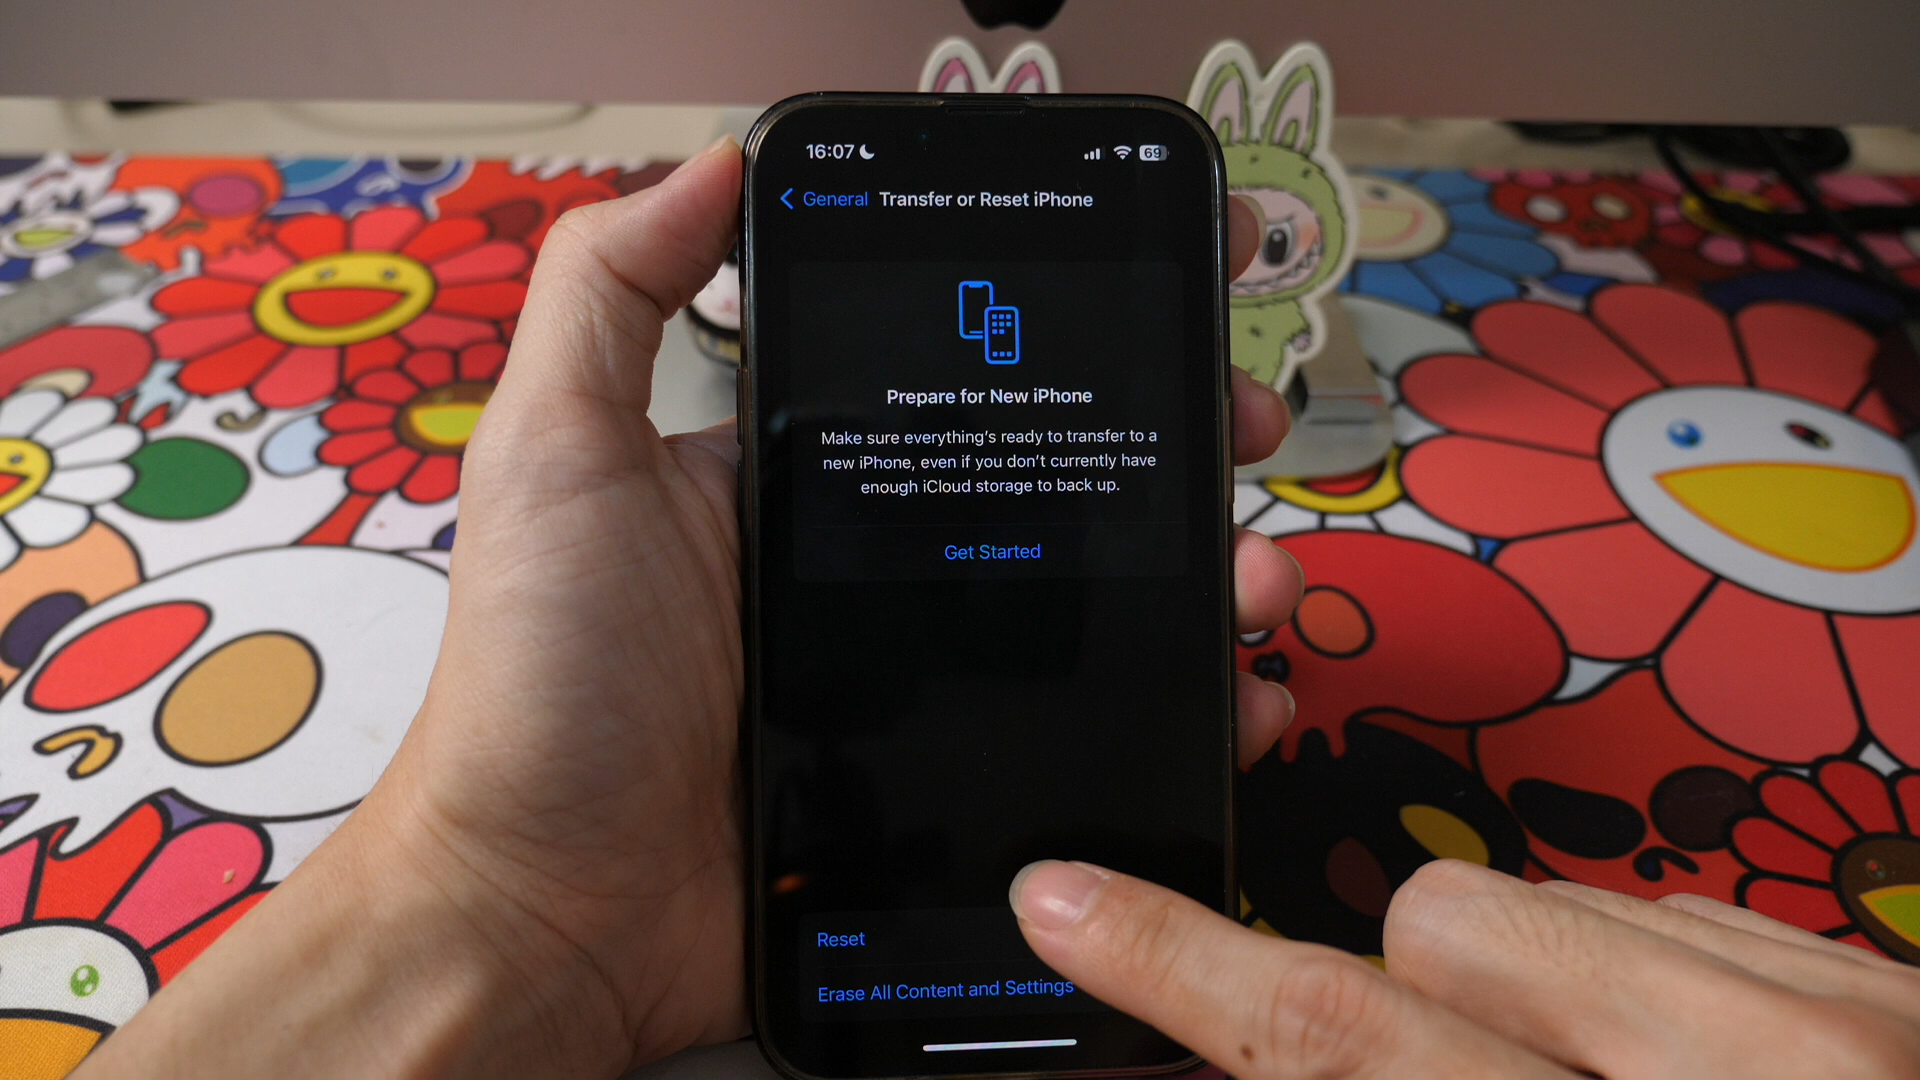 16:07
69
General Transfer or Reset iPhone
Prepare for New iPhone
Make sure everything's ready to transfer to a
new iPhone, even if you don't currently have
enough iCloud storage to back up.
Get Started
Reset
Erase All Content and Settings